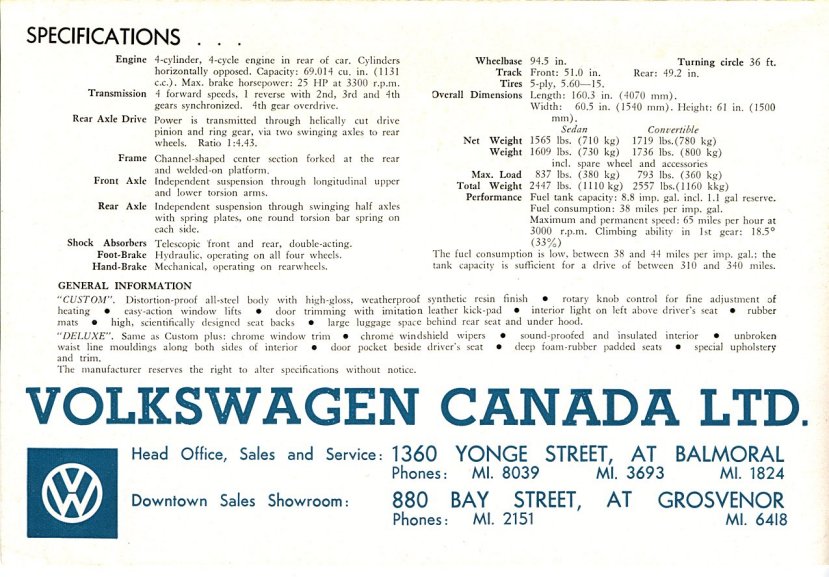 SPECIFICATIONS . . .
Engine 4-cylinder, 4-cycle engine in rear of car. Cylinders
horizontally opposed. Capacity: 69.014 cu. in. (1131
c.c.). Max. brake horsepower: 25 HP at 3300 r.p.m.
Transmission 4 forward speeds, 1 reverse with 2nd, 3rd and 4th
gears synchronized. 4th gear overdrive.
Rear Axle Drive Power is transmitted through helically cut drive
pinion and ring gear, via two swinging axles to rear
wheels. Ratio 1:4.43.
Frame Channel-shaped center section forked at the rear
and welded-on platform.
Front Axle Independent suspension through longitudinal upper
and lower torsion arms.
Rear Axle Independent suspension through swinging half axles
with spring plates, one round torsion bar spring on
each side.
Shock Absorbers Telescopic front and rear, double-acting.
Foot-Brake Hydraulic, operating on all four wheels.
Hand-Brake Mechanical, operating on rearwheels.
Wheelbase 94.5 in. Turning circle 36 ft.
Track Front: 51.0 in. Rear: 49.2 in.
Tires 5-ply, 5.60—15.
Overall Dimensions Length: 160.3 in. (4070 mm).
Width: 60.5 in. (1540 mm). Height: 61 in. (1500
mm).
Sedan Convertible
Net Weight 1565 lbs. (710 kg) 1719 lbs.(780 kg)
Weight 1609 lbs. (730 kg) 1736 lbs. (800 kg)
incl. spare wheel and accessories
Max. Load 837 lbs. (380 kg) 793 lbs. (360 kg)
Total Weight 2447 lbs. (1110 kg) 2557 lbs.(1160 kkg)
Performance Fuel tank capacity: 8.8 imp. gal. incl. 1.1 gal reserve.
Fuel consumption: 38 miles per imp. gal.
Maximum and permanent speed: 65 miles per hour at
3000 r.p.m. Climbing ability in 1st gear: 18.5°
(33%)
The fuel consumption is low, between 38 and 44 miles per imp. gal.; the
tank capacity is sufficient for a drive of between 310 and 340 miles.
GENERAL INFORMATION
"CUSTOM". Distortion-proof all-steel body with high-gloss, weatherproof synthetic resin finish ● rotary knob control for fine adjustment of
heating ● easy-action window lifts ● door trimming with imitation leather kick-pad ● interior light on left above driver's seat ● rubber
mats ● high, scientifically designed seat backs ● large luggage space behind rear seat and under hood.
"DELUXE". Same as Custom plus: chrome window trim ● chrome windshield wipers ● sound-proofed and insulated interior ● unbroken
waist line mouldings along both sides of interior ● door pocket beside driver's seat ● deep foam-rubber padded seats ● special upholstery
and trim.
The manufacturer reserves the right to alter specifications without notice.
VOLKSWAGEN CANADA LTD.
Head Office, Sales and Service: 1360 YONGE STREET, AT BALMORAL
Phones: MI. 8039 MI. 3693 MI. 1824
Downtown Sales Showroom: 880 BAY STREET, AT GROSVENOR
Phones: MI. 2151 MI. 6418
VW